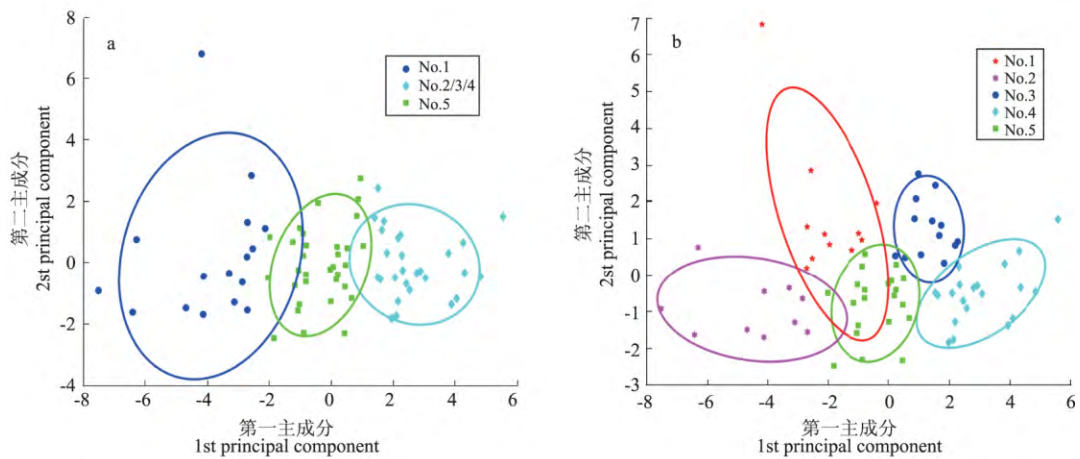 a
8
6
4
2
0
-2
-4
-8
-6
-4
-2
0
2
4
6
第二主成分
2st principal component
第一主成分
1st principal component
No.1
No.2/3/4
No.5
b
7
6
5
4
3
2
1
0
-1
-2
-3
-8
-6
-4
-2
0
2
4
6
第二主成分
2st principal component
第一主成分
1st principal component
No.1
No.2
No.3
No.4
No.5